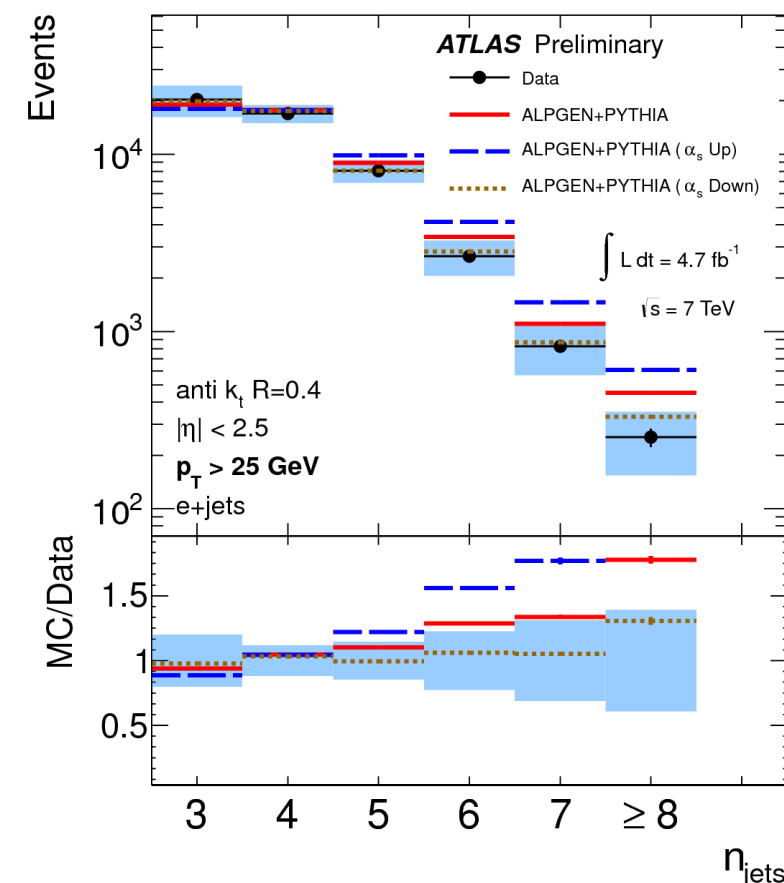 ATLAS Preliminary
Data
ALPGEN+PYTHIA
ALPGEN+PYTHIA ( αs Up)
ALPGEN+PYTHIA ( αs Down)
∫ L dt = 4.7 fb⁻¹
√s = 7 TeV
Events
10⁴
10³
10²
anti kt R=0.4
|η| < 2.5
pT > 25 GeV
e+jets
MC/Data
1.5
1
0.5
3 4 5 6 7 ≥ 8
njets